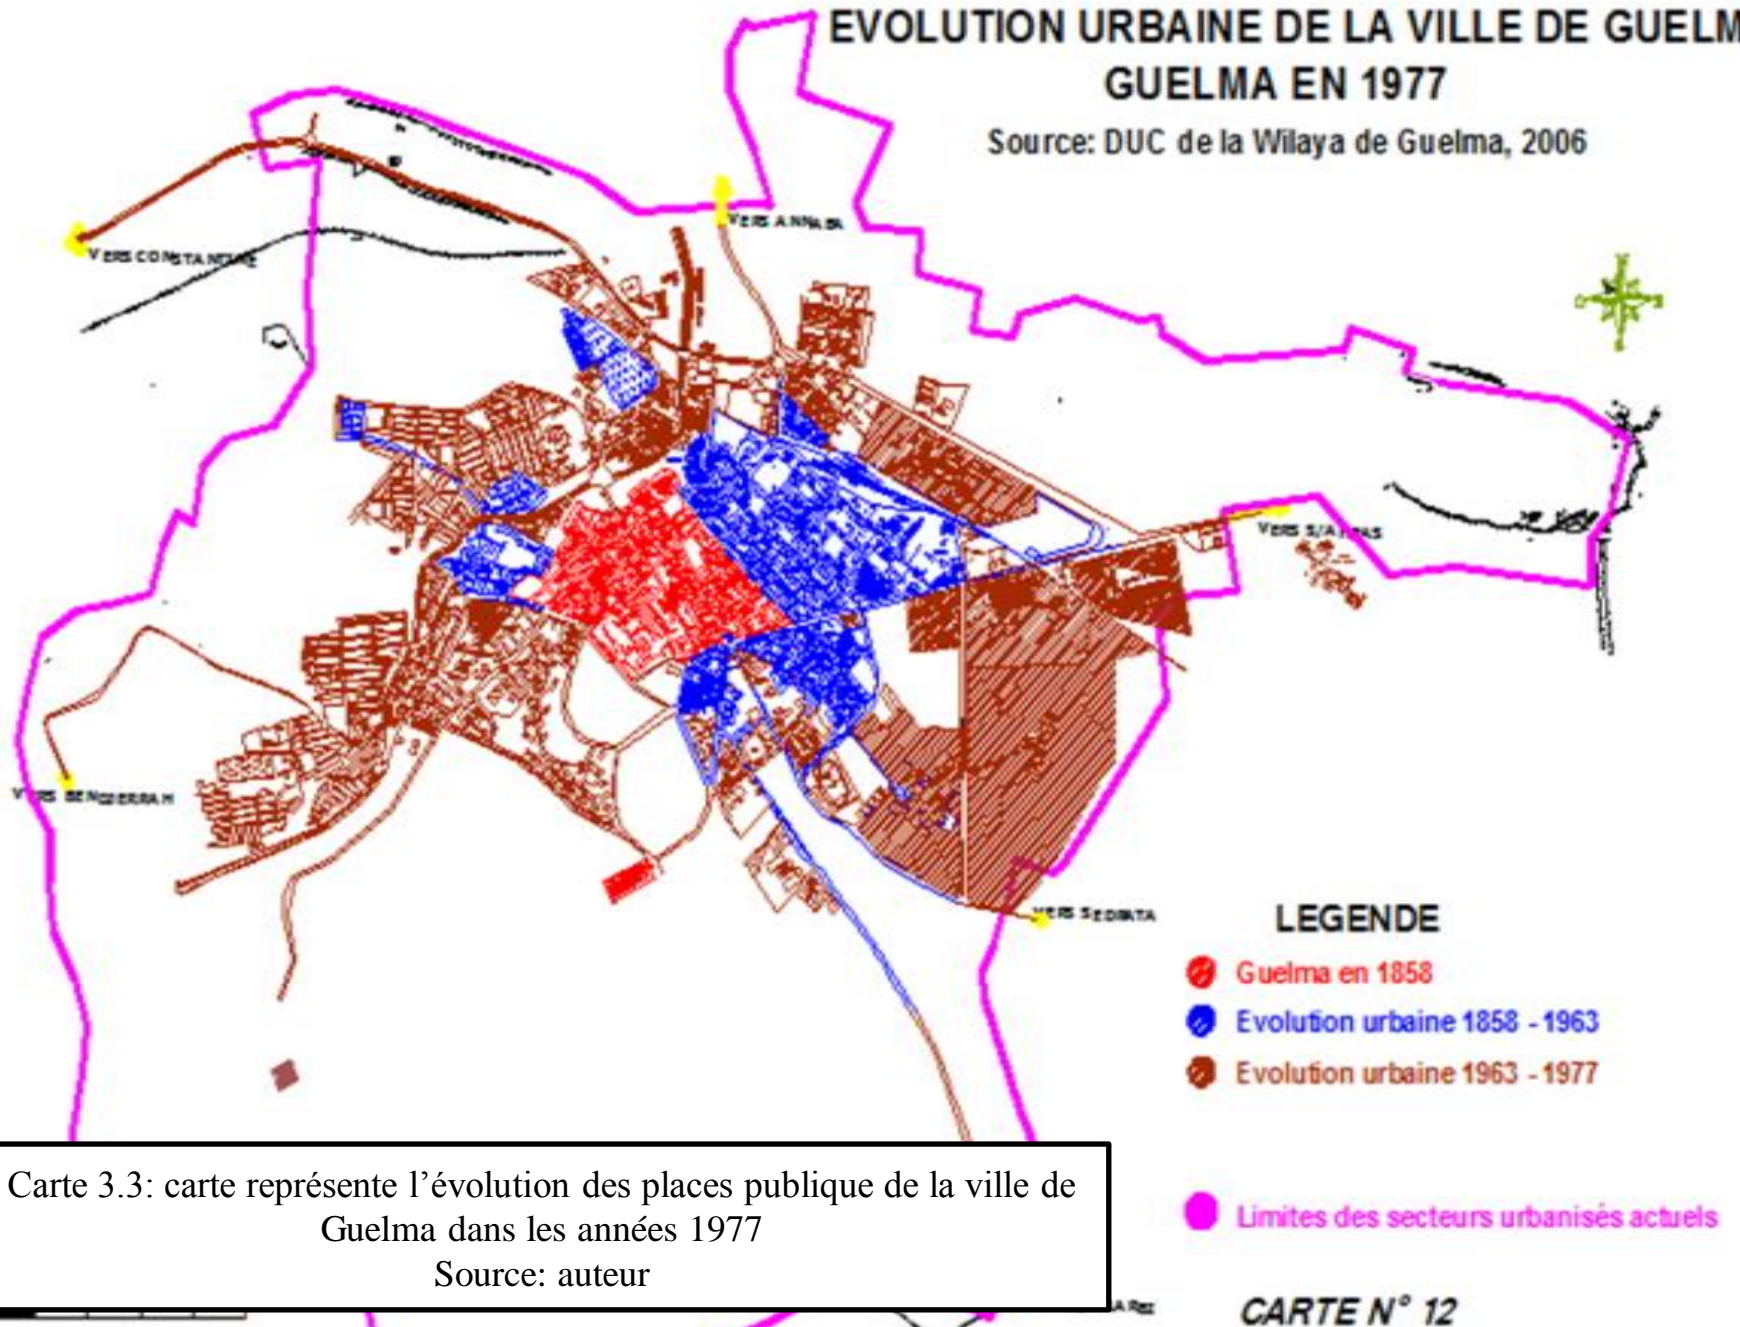 EVOLUTION URBAINE DE LA VILLE DE GUELM
GUELMA EN 1977
Source: DUC de la Wilaya de Guelma, 2006
VERS ANNABA
VERS CONSTANTINE
VERS SEDRATA
LEGENDE
Guelma en 1858
Evolution urbaine 1858 - 1963
Evolution urbaine 1963 - 1977
Carte 3.3: carte représente l’évolution des places publique de la ville de
Guelma dans les années 1977
Source: auteur
Limites des secteurs urbanisés actuels
CARTE N° 12